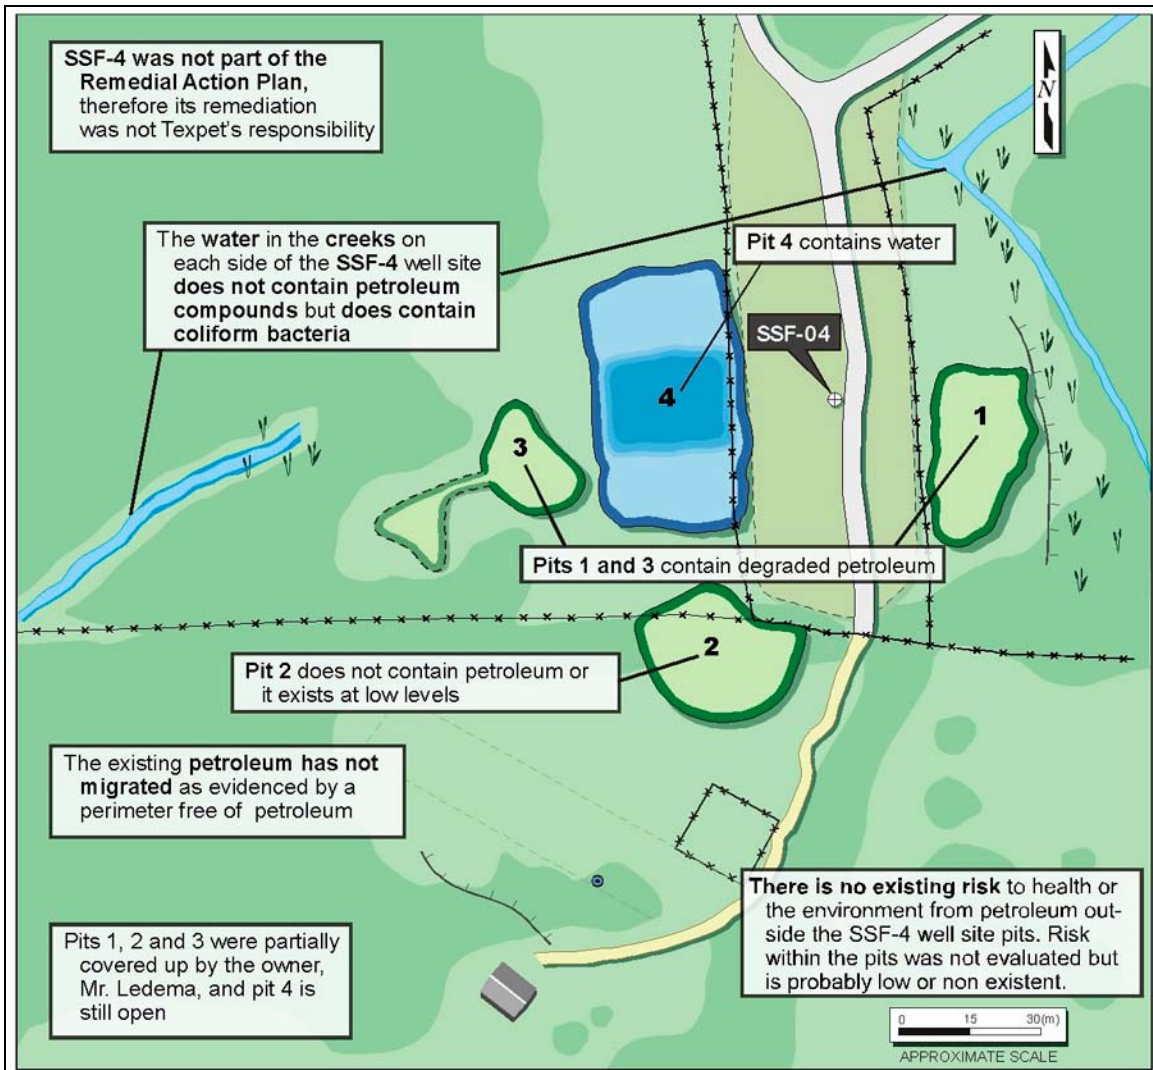 SSF-4 was not part of the
Remedial Action Plan,
therefore its remediation
was not Texpet's responsibility
N
The water in the creeks on
each side of the SSF-4 well site
does not contain petroleum
compounds but does contain
coliform bacteria
Pit 4 contains water
SSF-04
4
1
3
Pits 1 and 3 contain degraded petroleum
2
Pit 2 does not contain petroleum or
it exists at low levels
The existing petroleum has not
migrated as evidenced by a
perimeter free of petroleum
There is no existing risk to health or
the environment from petroleum out-
side the SSF-4 well site pits. Risk
within the pits was not evaluated but
is probably low or non existent.
Pits 1, 2 and 3 were partially
covered up by the owner,
Mr. Ledema, and pit 4 is
still open
0 15 30(m)
APPROXIMATE SCALE